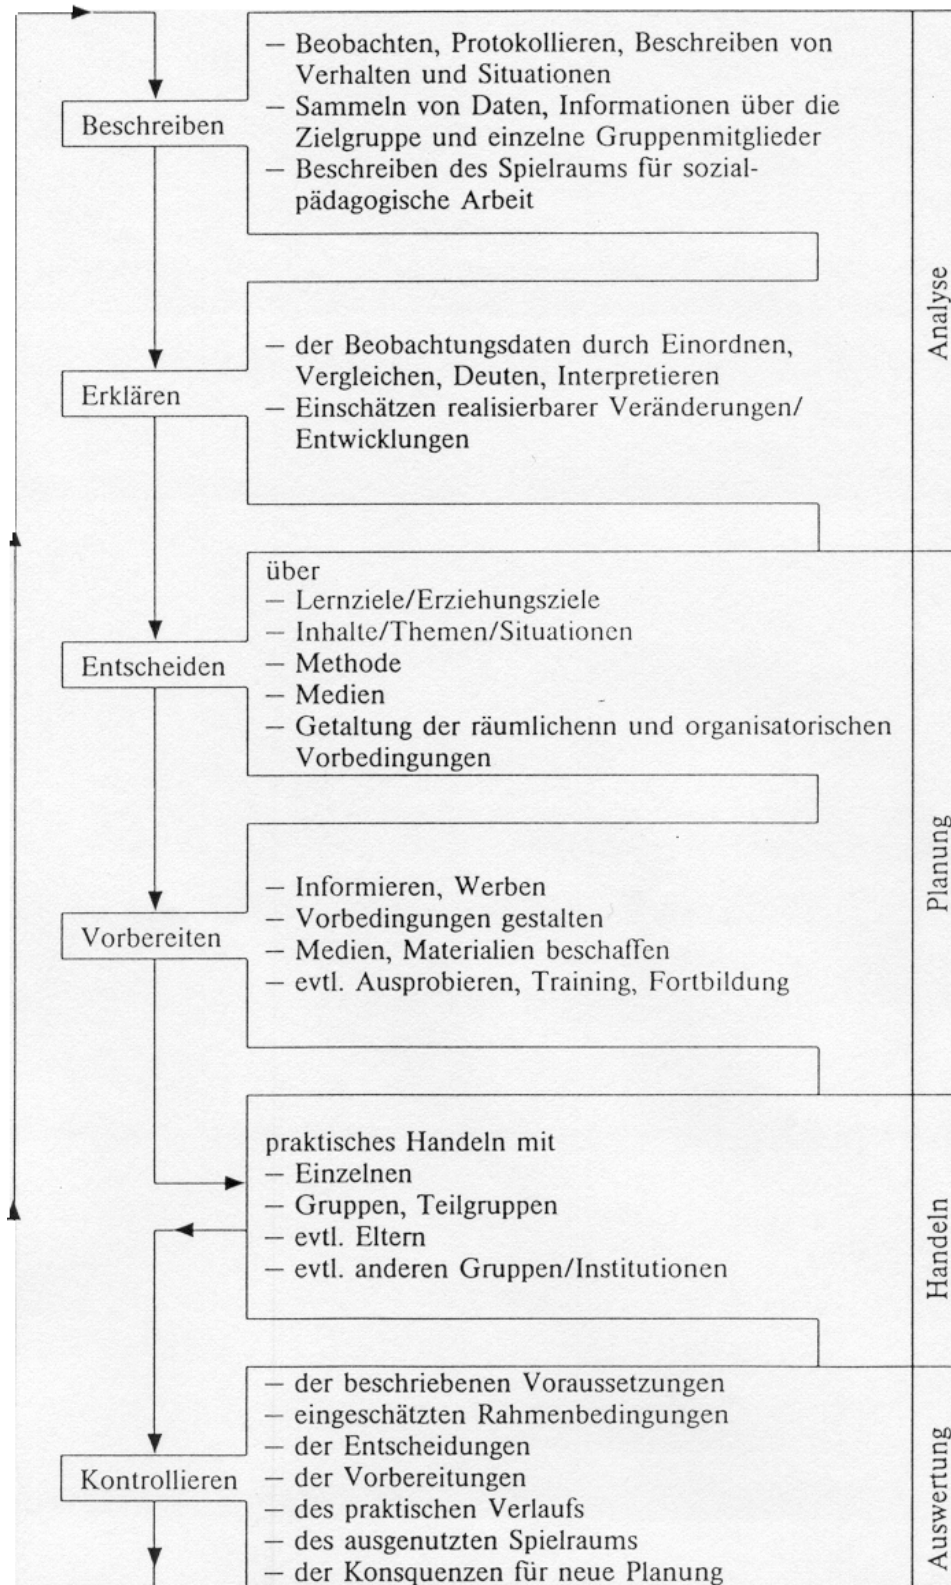 — Beobachten, Protokollieren, Beschreiben von
Verhalten und Situationen
Beschreiben
— Sammeln von Daten, Informationen über die
Zielgruppe und einzelne Gruppenmitglieder
— Beschreiben des Spielraums für sozial-
pädagogische Arbeit
Analyse
— der Beobachtungsdaten durch Einordnen,
Vergleichen, Deuten, Interpretieren
Erklären
— Einschätzen realisierbarer Veränderungen/
Entwicklungen
über
— Lernziele/Erziehungsziele
— Inhalte/Themen/Situationen
Entscheiden
— Methode
— Medien
— Getaltung der räumlichenn und organisatorischen
Vorbedingungen
Planung
— Informieren, Werben
— Vorbedingungen gestalten
Vorbereiten
— Medien, Materialien beschaffen
— evtl. Ausprobieren, Training, Fortbildung
praktisches Handeln mit
— Einzelnen
— Gruppen, Teilgruppen
— evtl. Eltern
— evtl. anderen Gruppen/Institutionen
Handeln
— der beschriebenen Voraussetzungen
— eingeschätzten Rahmenbedingungen
— der Entscheidungen
Kontrollieren
— der Vorbereitungen
— des praktischen Verlaufs
— des ausgenutzten Spielraums
— der Konsquenzen für neue Planung
Auswertung